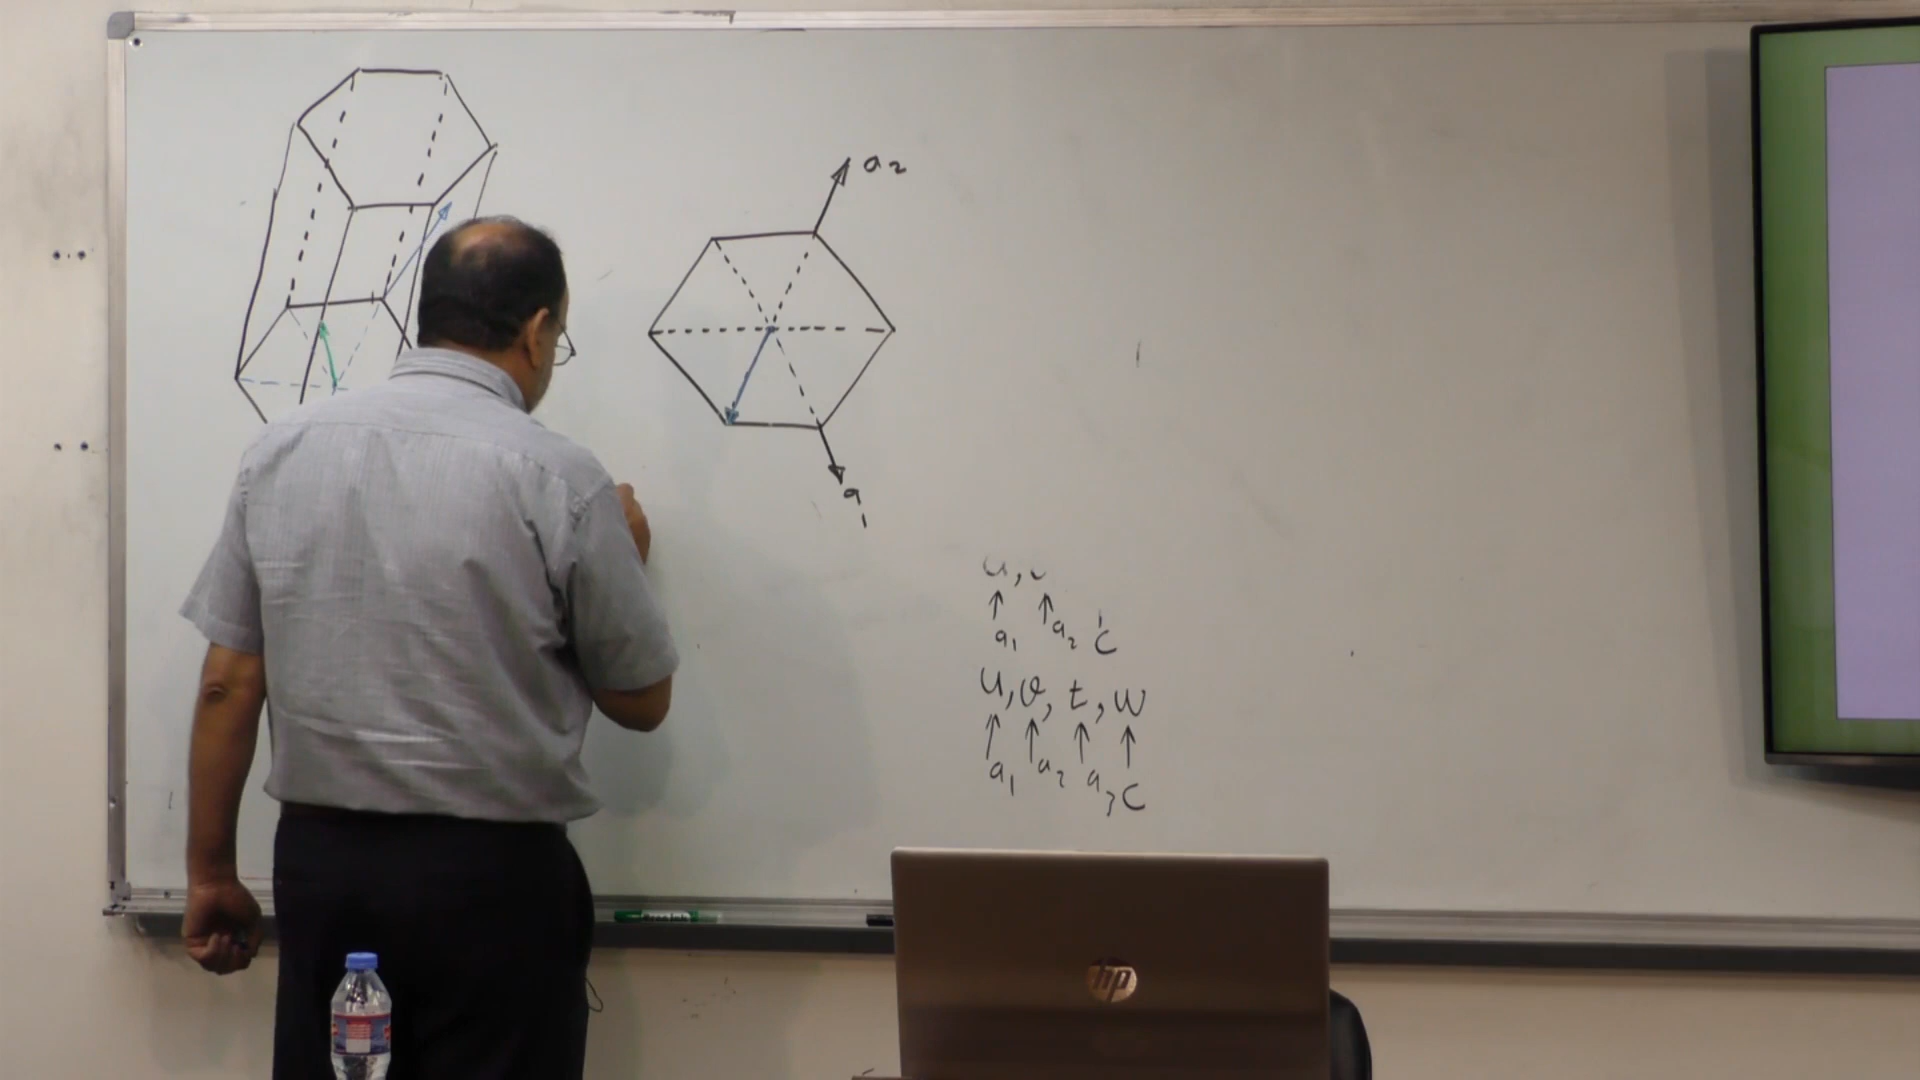 a2
a1
u,
a1 a2 c
u, v, t, w
a1 a2 a3 c
hp